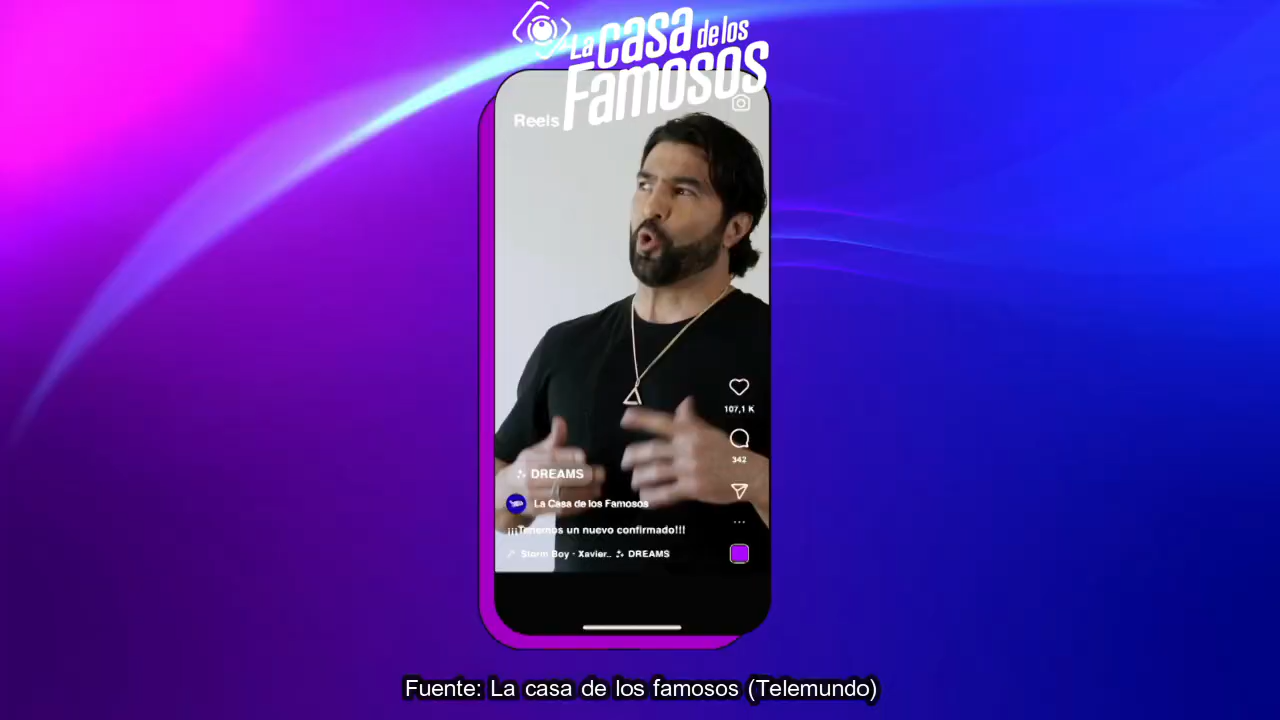 La casa de los
Famosos
Reels
107,1 K
342
DREAMS
La Casa de los Famosos
¡¡¡Tenemos un nuevo confirmado!!!
Storm Boy - Xavier.. DREAMS
Fuente: La casa de los famosos (Telemundo)